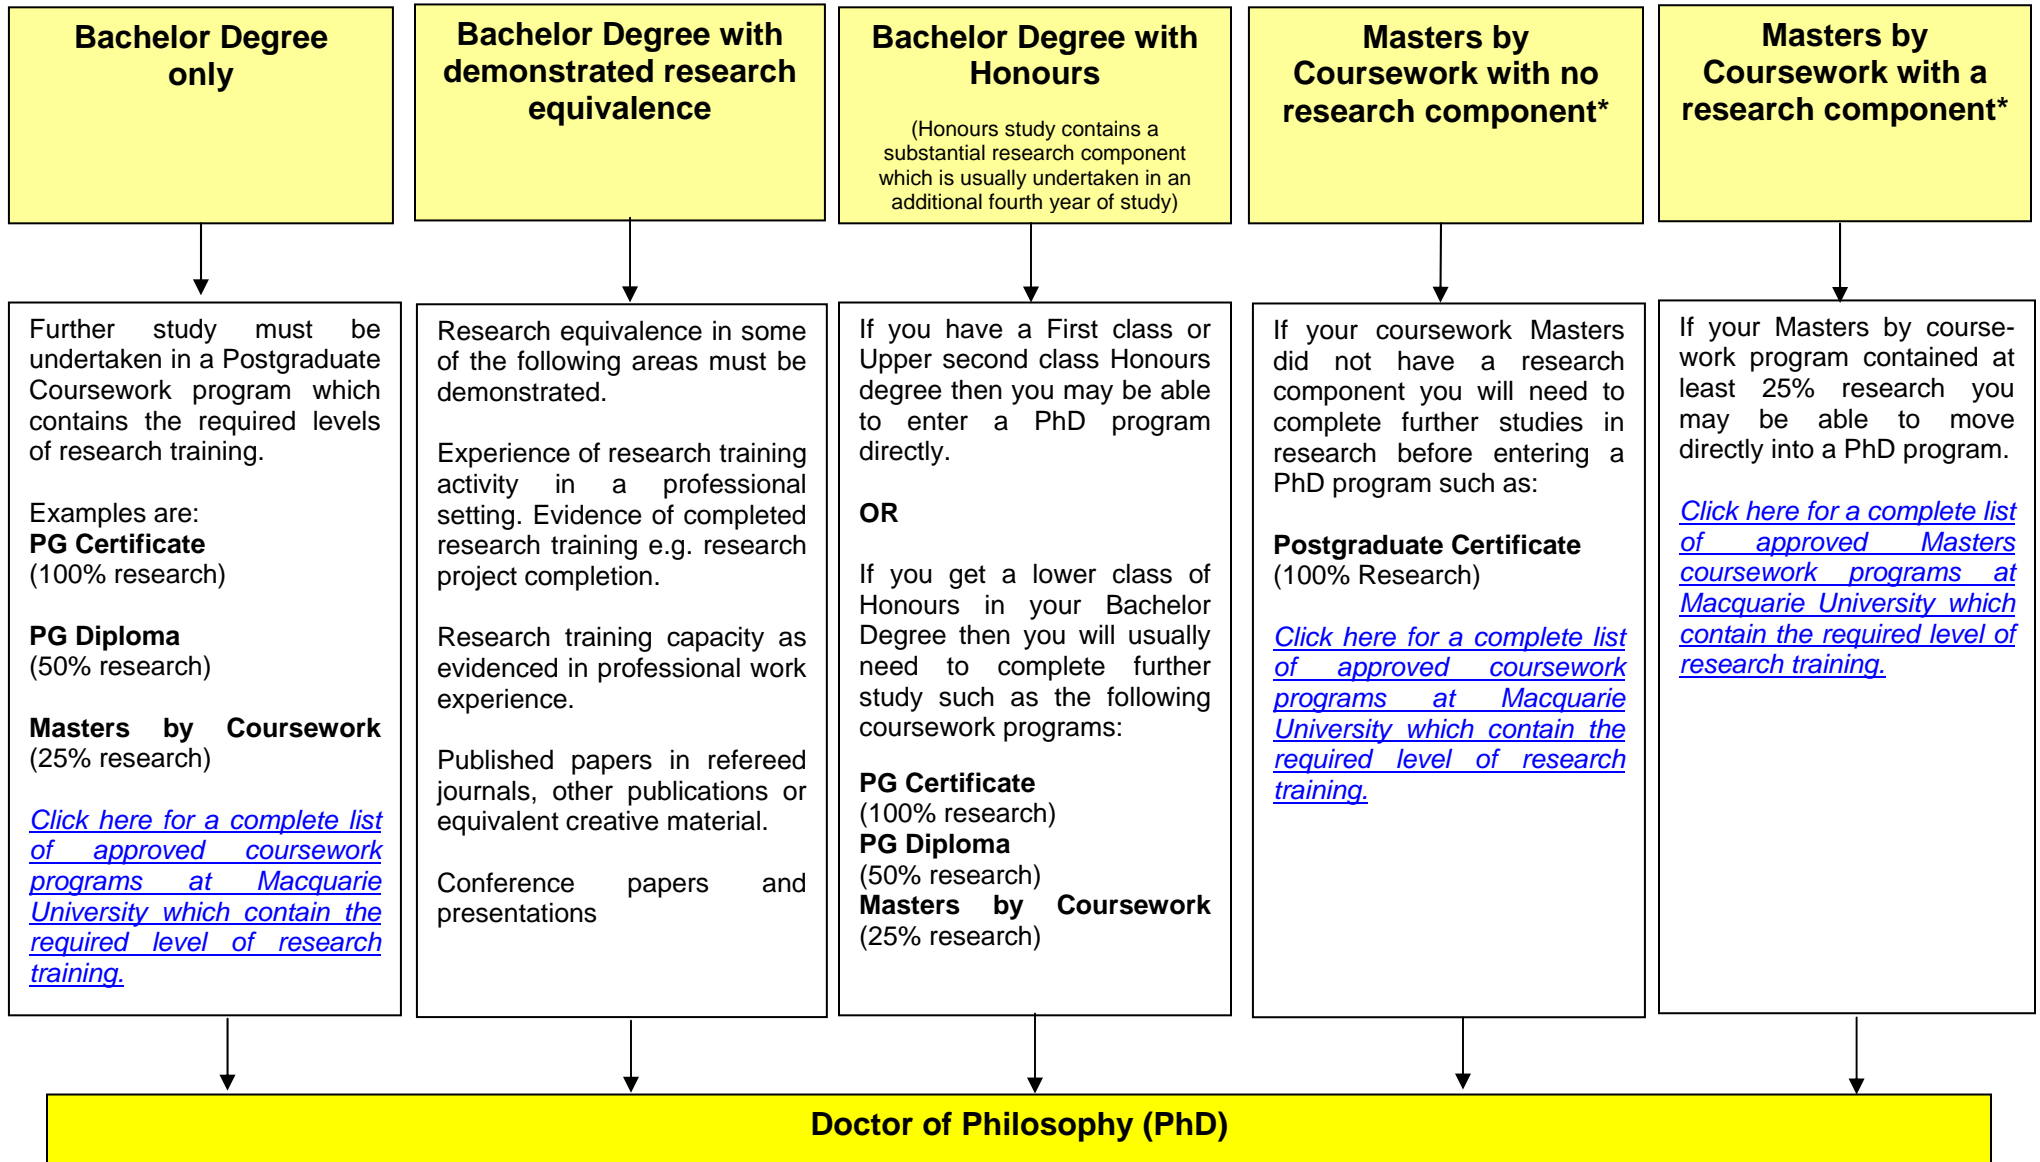 Bachelor Degree
only
Bachelor Degree with
demonstrated research
equivalence
Bachelor Degree with
Honours
(Honours study contains a
substantial research component
which is usually undertaken in an
additional fourth year of study)
Masters by
Coursework with no
research component*
Masters by
Coursework with a
research component*
Further study must be
undertaken in a Postgraduate
Coursework program which
contains the required levels
of research training.
Examples are:
PG Certificate
(100% research)
PG Diploma
(50% research)
Masters by Coursework
(25% research)
Click here for a complete list
of approved coursework
programs at Macquarie
University which contain the
required level of research
training.
Research equivalence in some
of the following areas must be
demonstrated.
Experience of research training
activity in a professional
setting. Evidence of completed
research training e.g. research
project completion.
Research training capacity as
evidenced in professional work
experience.
Published papers in refereed
journals, other publications or
equivalent creative material.
Conference papers and
presentations
If you have a First class or
Upper second class Honours
degree then you may be able
to enter a PhD program
directly.
OR
If you get a lower class of
Honours in your Bachelor
Degree then you will usually
need to complete further
study such as the following
coursework programs:
PG Certificate
(100% research)
PG Diploma
(50% research)
Masters by Coursework
(25% research)
If your coursework Masters
did not have a research
component you will need to
complete further studies in
research before entering a
PhD program such as:
Postgraduate Certificate
(100% Research)
Click here for a complete list
of approved coursework
programs at Macquarie
University which contain the
required level of research
training.
If your Masters by course-
work program contained at
least 25% research you
may be able to move
directly into a PhD program.
Click here for a complete list
of approved Masters
coursework programs at
Macquarie University which
contain the required level of
research training.
Doctor of Philosophy (PhD)